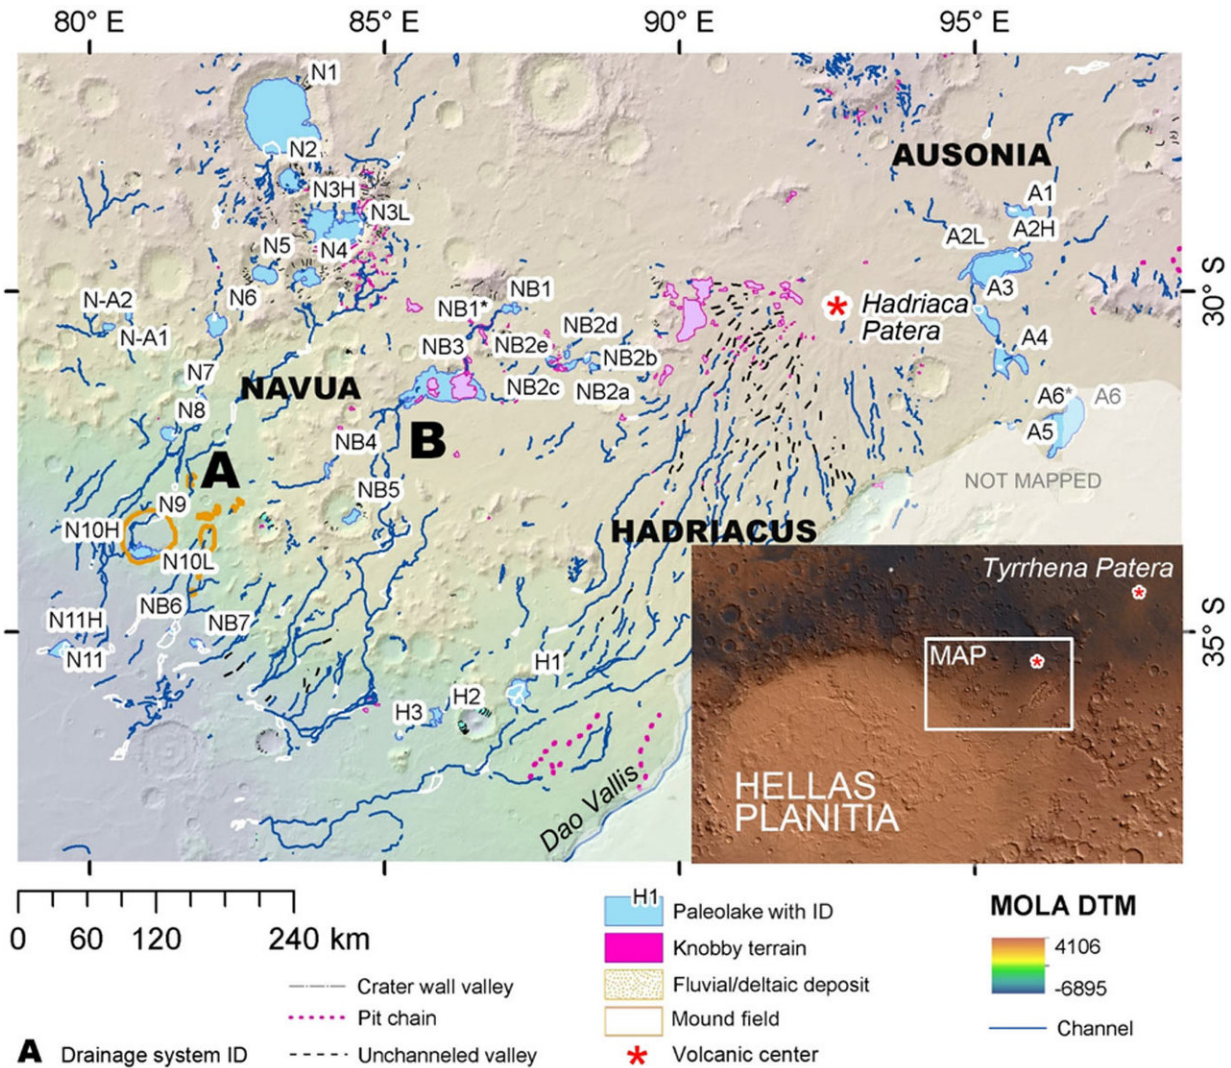 80° E
85° E
90° E
95° E
N1
N2
AUSONIA
N3H
N3L
A1
A2H
A2L
N5
N4
A3
N-A2
N6
NB1
NB1*
Hadriaca
Patera
30° S
N-A1
NB2d
NB3
NB2e
NB2b
A4
N7
NAVUA
NB2c
NB2a
A6*
A6
N8
B
NB4
A5
A
NOT MAPPED
NB5
N9
N10H
HADRIACUS
N10L
Tyrrhena Patera
NB6
NB7
N11H
35°S
N11
H1
MAP
H2
H3
HELLAS
PLANITIA
Dao Vallis
0 60 120 240 km
H1
Paleolake with ID
Knobby terrain
Fluvial/deltaic deposit
Mound field
Volcanic center
MOLA DTM
4106
-6895
Channel
Crater wall valley
Pit chain
Unchanneled valley
A Drainage system ID